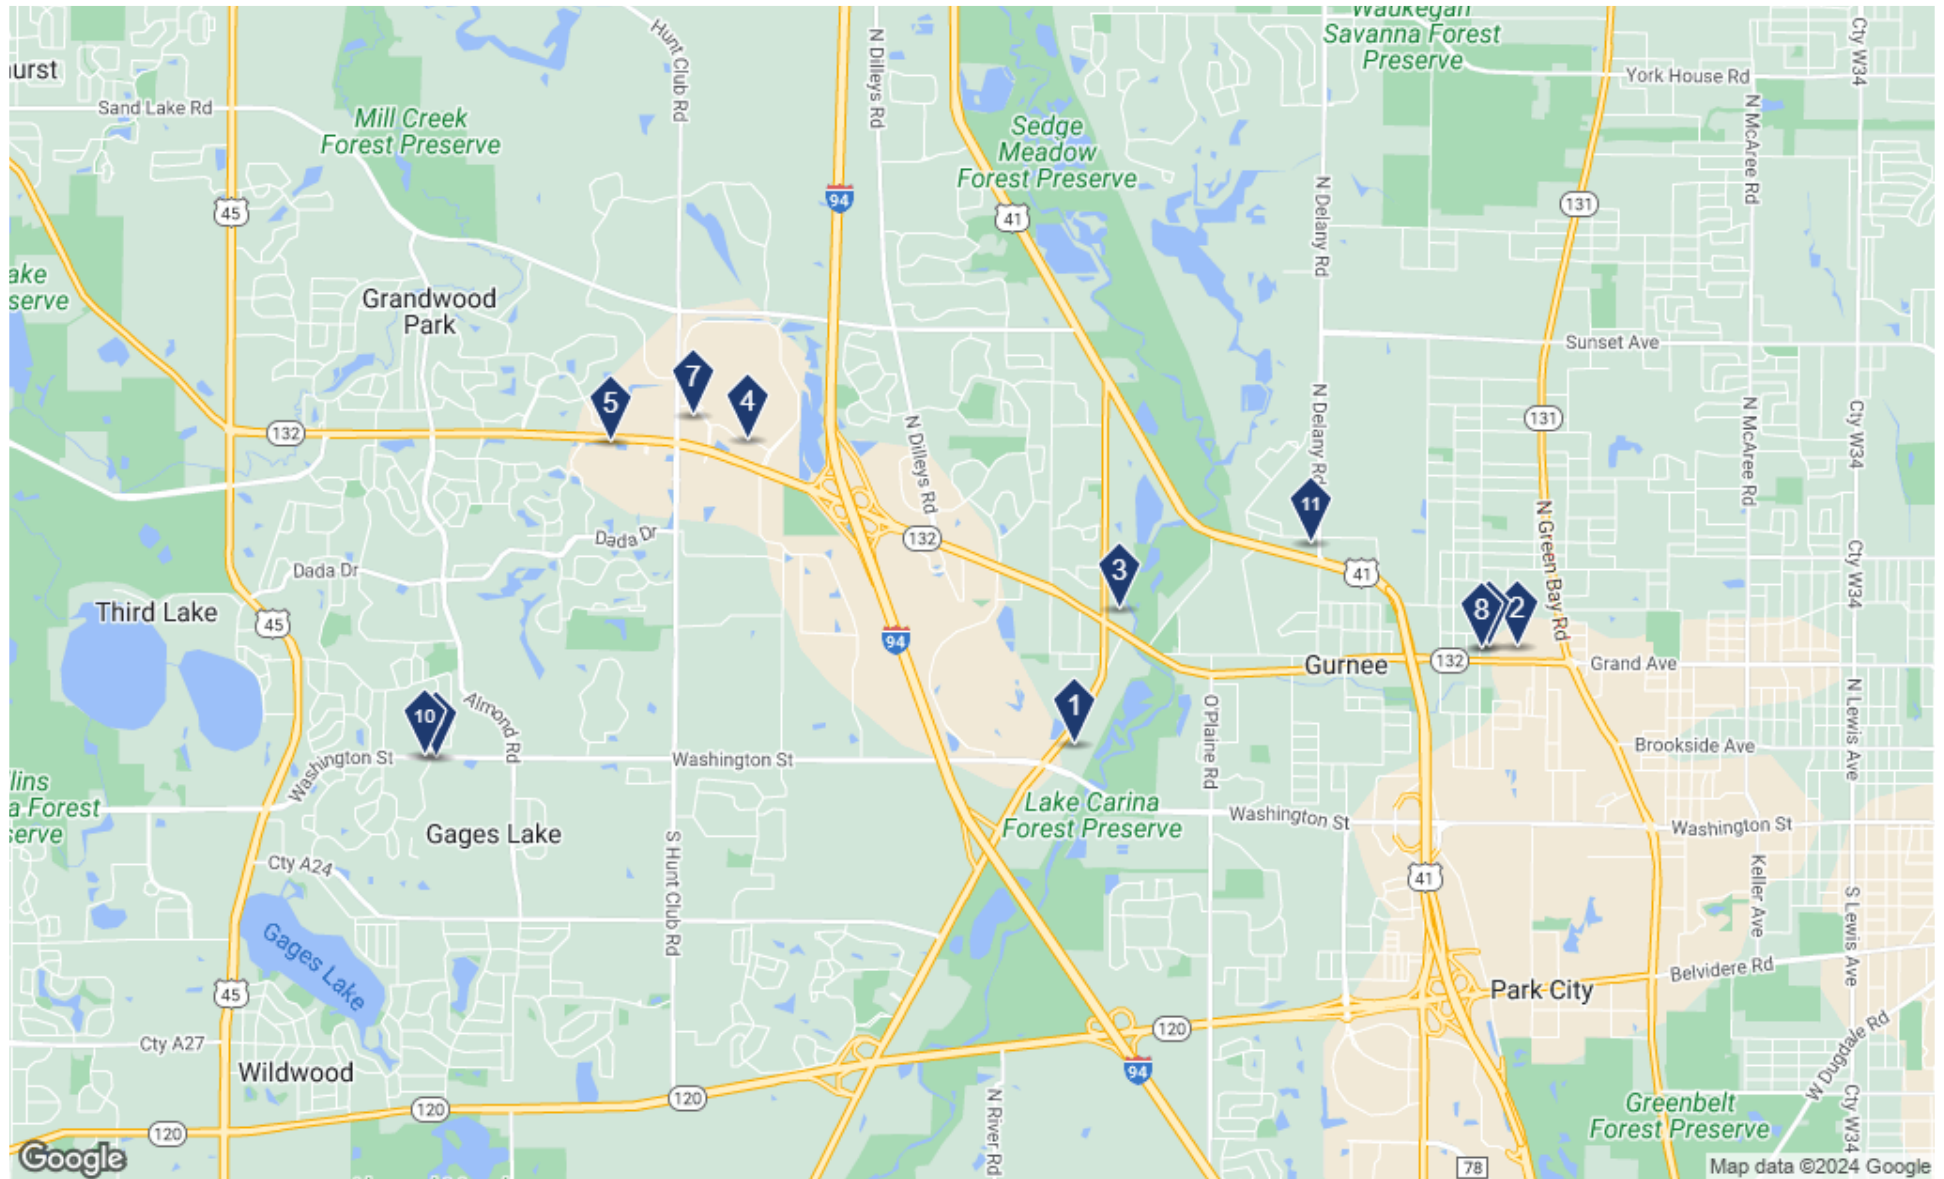 Waukegan
Savanna Forest
Preserve
Cty W34
Hunt Club Rd
N Dilleys Rd
York House Rd
urst
Sand Lake Rd
Mill Creek
Forest Preserve
Sedge
Meadow
Forest Preserve
N McAree Rd
94
45
41
131
N Delany Rd
ake
serve
Grandwood
Park
Sunset Ave
7
5
4
132
131
N Dilleys Rd
N Delany Rd
N McAree Rd
Cty W34
11
132
Dada Dr
Dada Dr
3
41
N Green Bay Rd
Cty W34
Third Lake
45
94
8
2
Gurnee
132
Grand Ave
10
Almond Rd
1
O'Plaine Rd
N Lewis Ave
Washington St
Washington St
Brookside Ave
llins
a Forest
serve
Lake Carina
Forest Preserve
Washington St
Washington St
Gages Lake
Cty A24
S Hunt Club Rd
41
Keller Ave
S Lewis Ave
Gages Lake
45
Belvidere Rd
Park City
120
Cty A27
Wildwood
94
W Dugdale Rd
120
120
120
N River Rd
Greenbelt
Forest Preserve
Cty W34
78
Google
Map data ©2024 Google